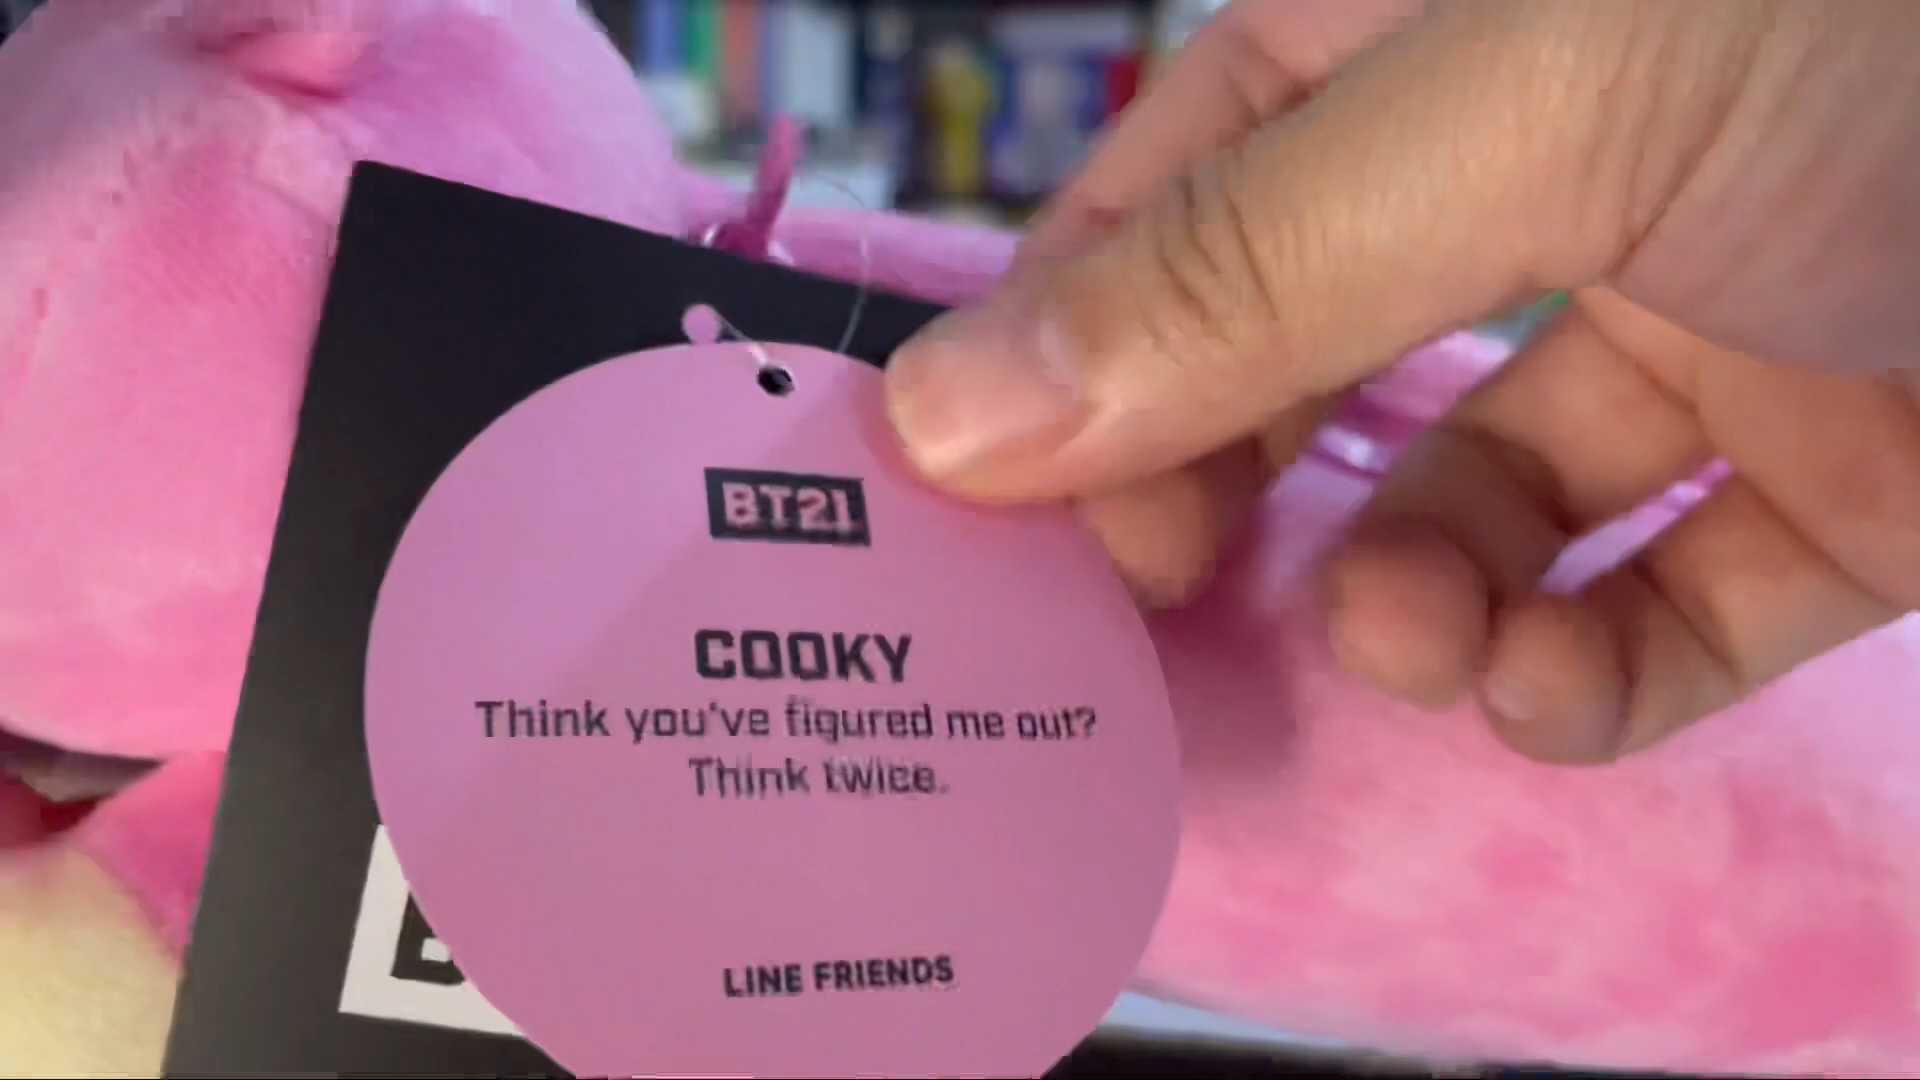 BT21
COOKY
Think you've figured me out?
Think twice.
LINE FRIENDS